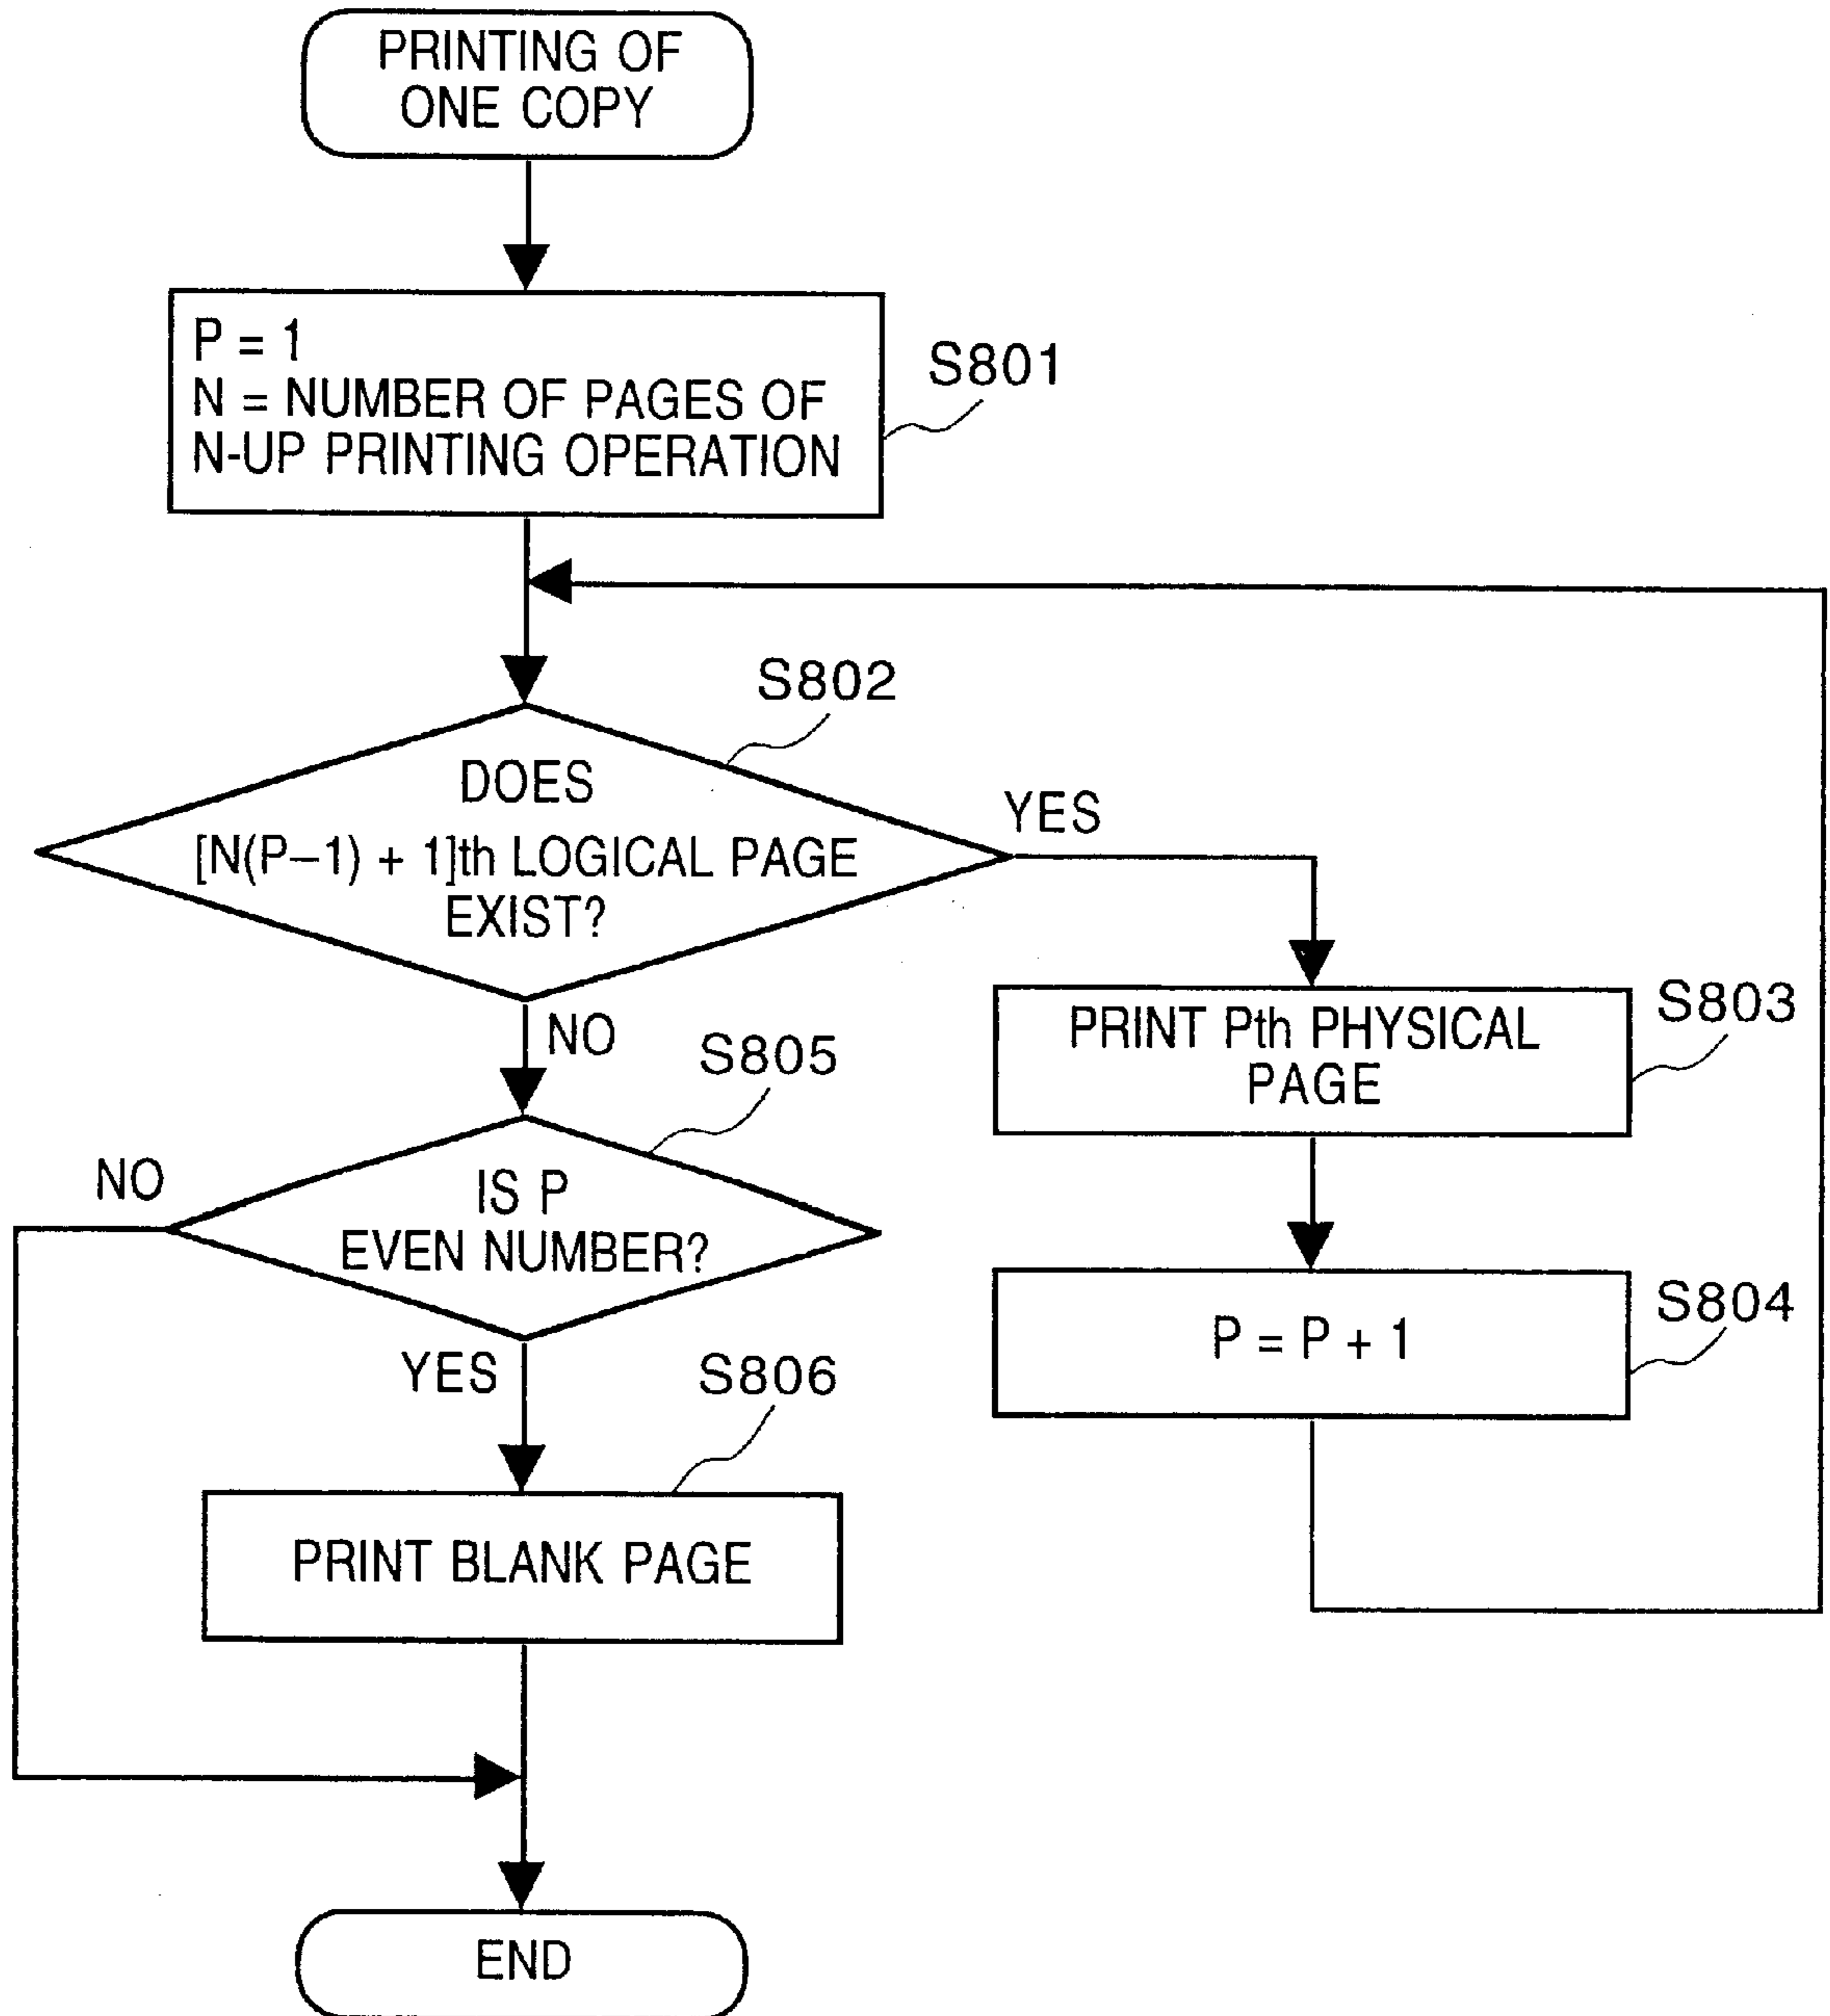 PRINTING OF
ONE COPY
P = 1
N = NUMBER OF PAGES OF
N-UP PRINTING OPERATION
S801
S802
DOES
[N(P–1) + 1]th LOGICAL PAGE
EXIST?
YES
NO
S803
PRINT Pth PHYSICAL
PAGE
S804
P = P + 1
S805
IS P
EVEN NUMBER?
NO
YES
S806
PRINT BLANK PAGE
END